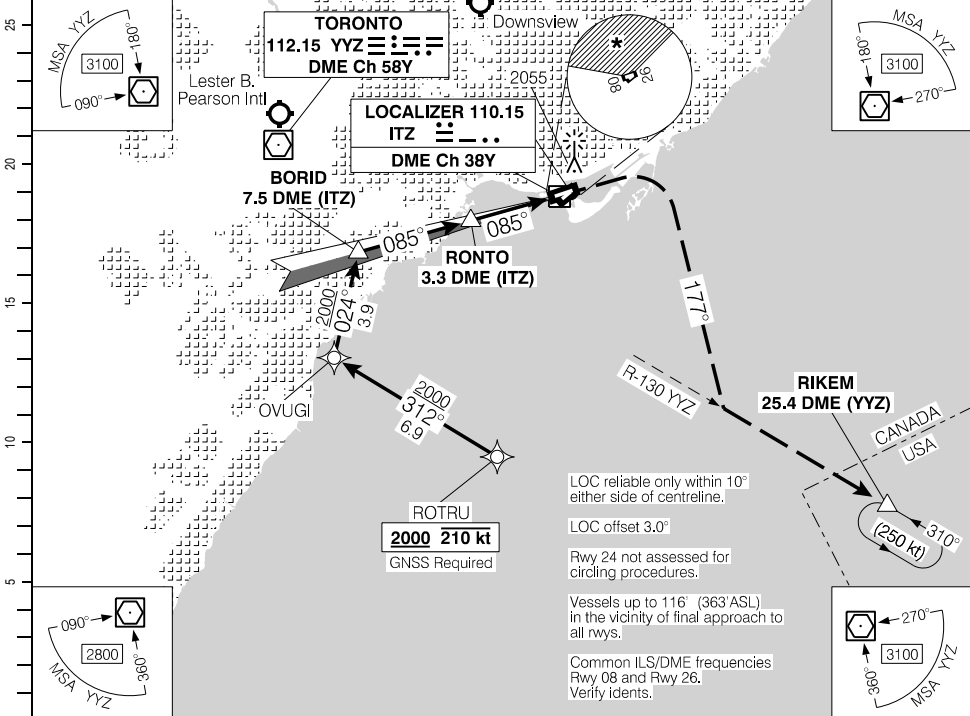 25
20
15
10
5
MSA YYZ
180°
3100
090°
TORONTO
112.15 YYZ
DME Ch 58Y
Downsview
Lester B.
Pearson Intl
2055
*
08
26
MSA YYZ
180°
3100
270°
LOCALIZER 110.15
ITZ
DME Ch 38Y
BORID
7.5 DME (ITZ)
085°
085°
RONTO
3.3 DME (ITZ)
2000
024°
3.9
OVUGI
2000
312°
6.9
177°
R-130 YYZ
RIKEM
25.4 DME (YYZ)
CANADA
USA
310°
(250 kt)
ROTRU
2000 210 kt
GNSS Required
LOC reliable only within 10°
either side of centreline.
LOC offset 3.0°
Rwy 24 not assessed for
circling procedures.
Vessels up to 116' (363'ASL)
in the vicinity of final approach to
all rwys.
Common ILS/DME frequencies
Rwy 08 and Rwy 26.
Verify idents.
090°
2800
360°
MSA YYZ
270°
3100
360°
MSA YYZ